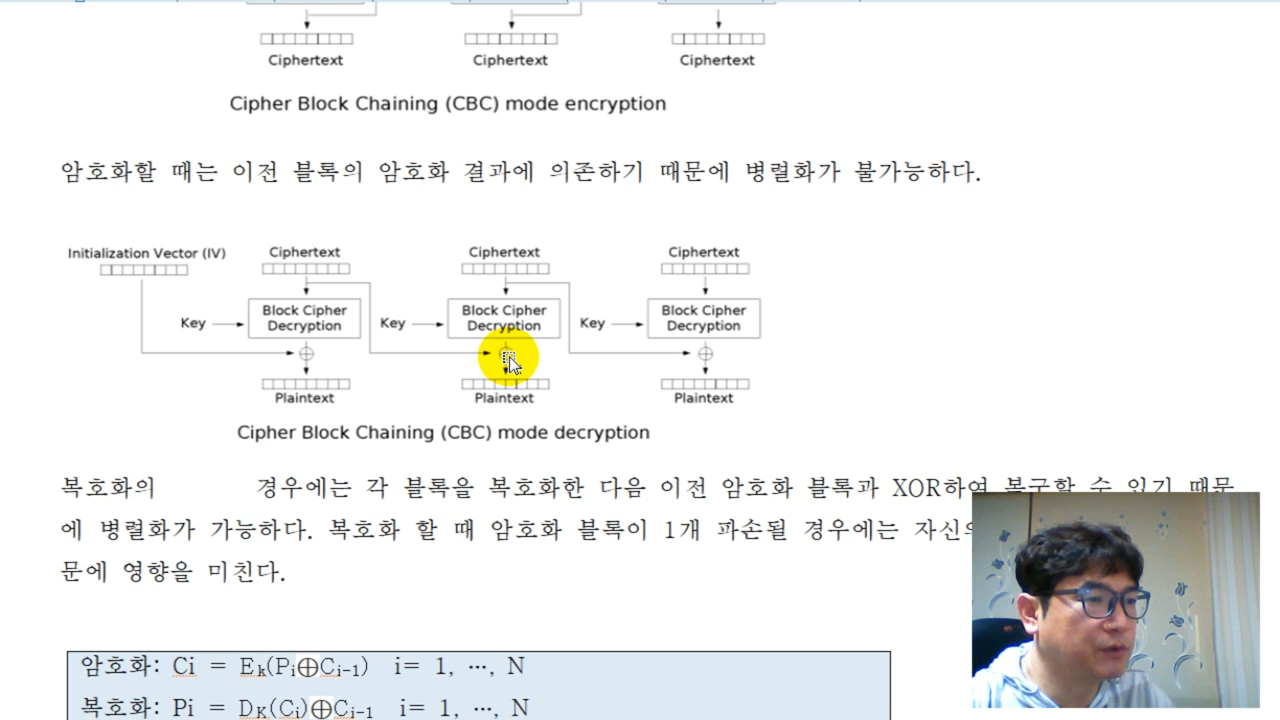 Ciphertext Ciphertext Ciphertext
Cipher Block Chaining (CBC) mode encryption
암호화할 때는 이전 블록의 암호화 결과에 의존하기 때문에 병렬화가 불가능하다.
Initialization Vector (IV) Ciphertext Ciphertext Ciphertext
Key Block Cipher Decryption Key Block Cipher Decryption Key Block Cipher Decryption
Plaintext Plaintext Plaintext
Cipher Block Chaining (CBC) mode decryption
복호화의 경우에는 각 블록을 복호화한 다음 이전 암호화 블록과 XOR하여 복구할 수 있기 때문
에 병렬화가 가능하다. 복호화 할 때 암호화 블록이 1개 파손될 경우에는
문에 영향을 미친다.
암호화: Ci = Ek(Pi⊕Ci-1) i= 1, ···, N
복호화: Pi = DK(Ci)⊕Ci-1 i= 1, ···, N